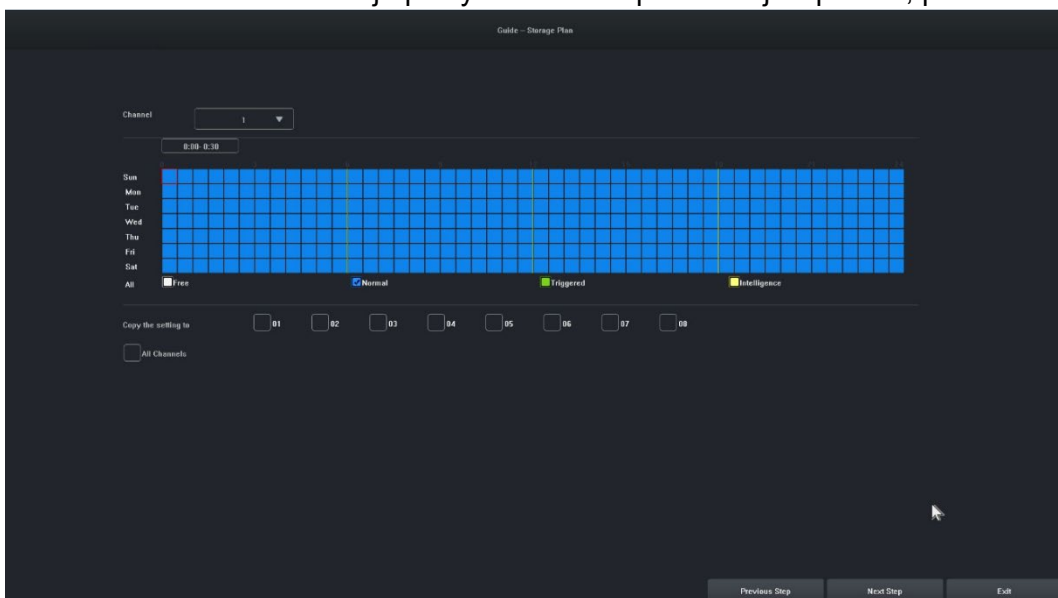 Guide – Storage Plan
Channel 1
0:00- 0:30
Sun
Mon
Tue
Wed
Thu
Fri
Sat
All Free Normal Triggered Intelligence
Copy the setting to 01 02 03 04 05 06 07 08
All Channels
Previous Step Next Step Exit